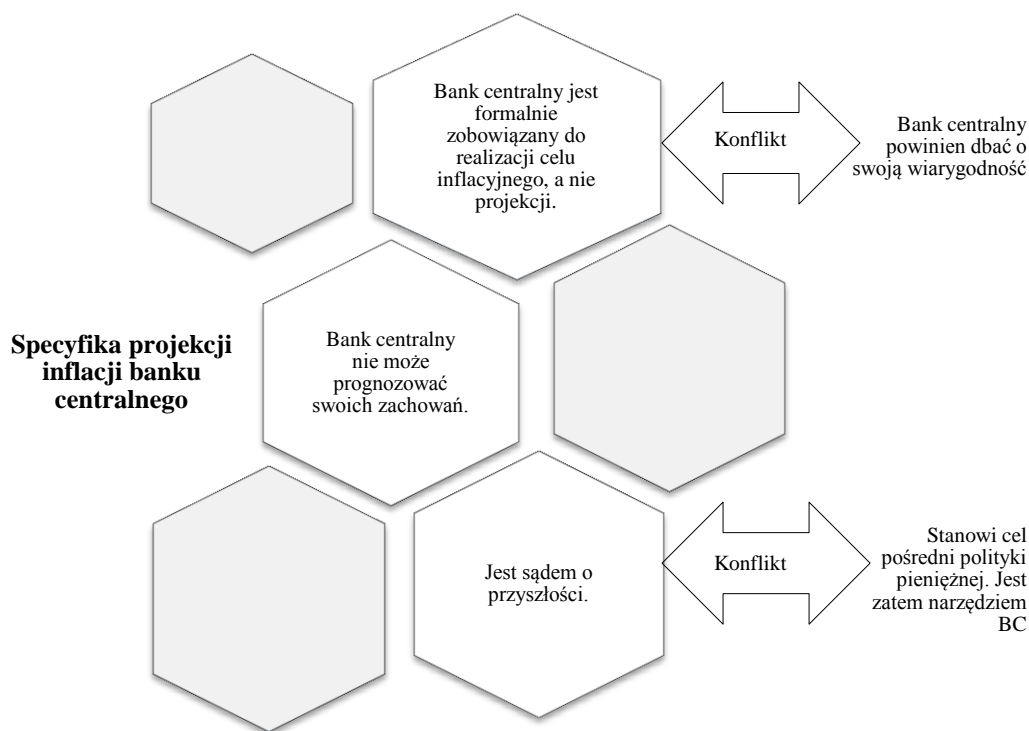 Bank centralny jest
formalnie
zobowiązany do
realizacji celu
inflacyjnego, a nie
projekcji.
Konflikt
Bank centralny
powinien dbać o
swoją wiarygodność
Specyfika projekcji
inflacji banku
centralnego
Bank centralny
nie może
prognozować
swoich zachowań.
Jest sądem o
przyszłości.
Konflikt
Stanowi cel
pośredni polityki
pieniężnej. Jest
zatem narzędziem
BC